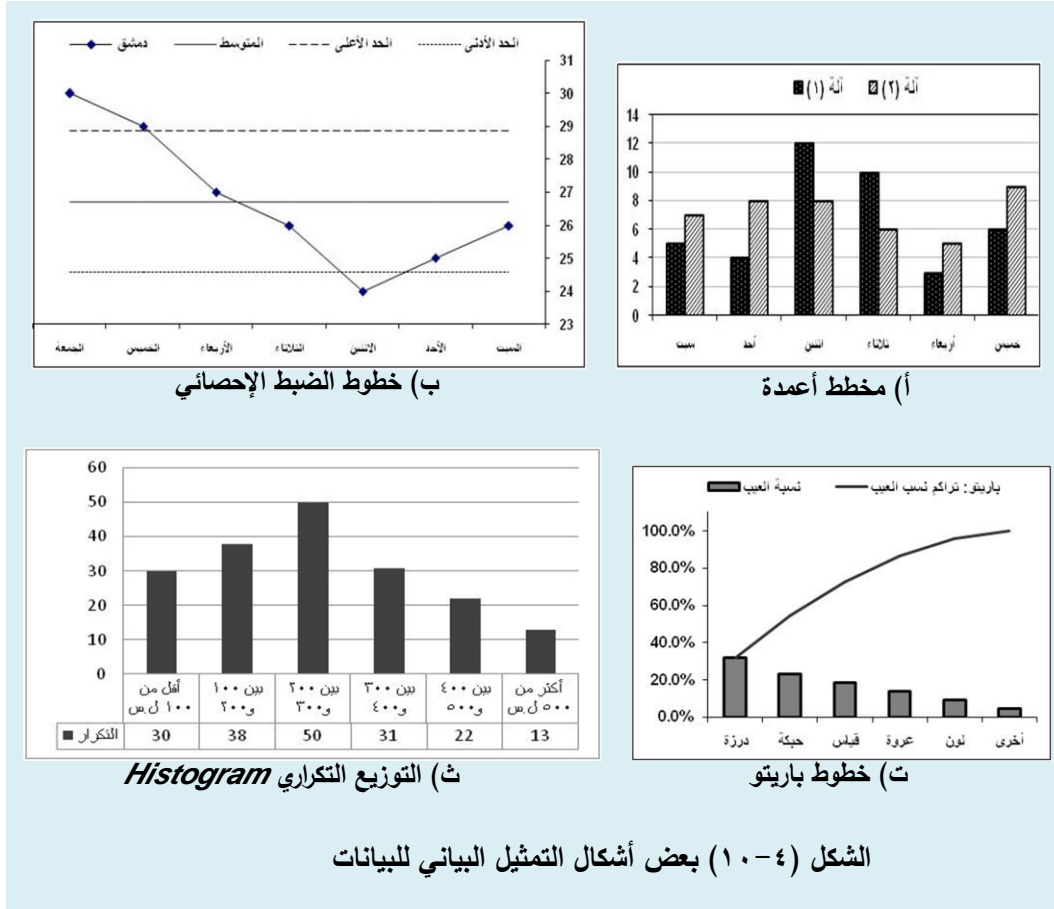 آلة (١) آلة (٢)
14
12
10
8
6
4
2
0
سبت أحد اثنين ثلاثاء أربعاء خميس
أ) مخطط أعمدة
دمشق المتوسط الحد الأعلى الحد الأدنى
31
30
29
28
27
26
25
24
23
الجمعة الخميس الأربعاء الثلاثاء الاثنين الأحد السبت
ب) خطوط الضبط الإحصائي
نسبة العيب باريتو: تراكم نسب العيب
100.0%
80.0%
60.0%
40.0%
20.0%
0.0%
درزة حبكة قياس عروة لون أخرى
ت) خطوط باريتو
60
50
40
30
20
10
0
أقل من بين ١٠٠ بين ٢٠٠ بين ٣٠٠ بين ٤٠٠ أكثر من
١٠٠ ل.س و٢٠٠ و٣٠٠ و٤٠٠ و٥٠٠ ٥٠٠ ل.س
التكرار 30 38 50 31 22 13
ث) التوزيع التكراري Histogram
الشكل (٤-١٠) بعض أشكال التمثيل البياني للبيانات